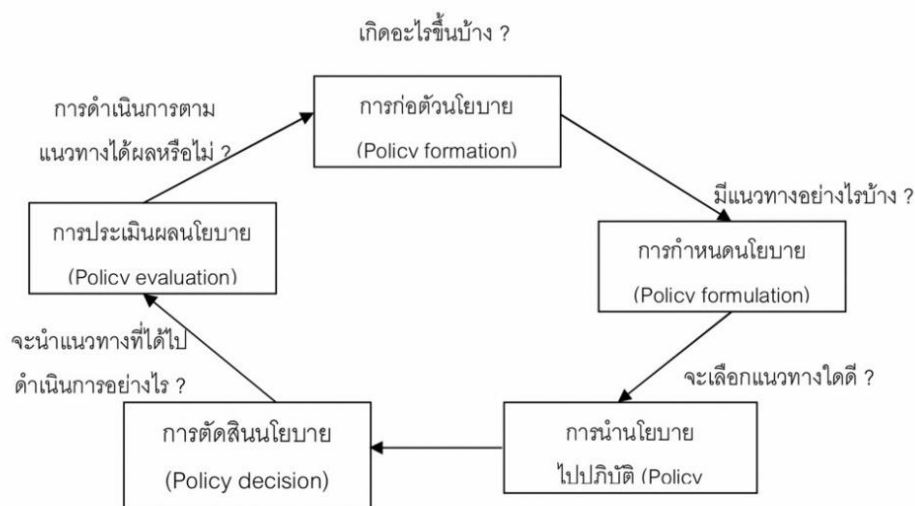 เกิดอะไรขึ้นบ้าง ?
การก่อตัวนโยบาย
(Policy formation)
มีแนวทางอย่างไรบ้าง ?
การกำหนดนโยบาย
(Policy formulation)
จะเลือกแนวทางใดดี ?
การนำนโยบาย
ไปปฏิบัติ (Policy
การตัดสินนโยบาย
(Policy decision)
จะนำแนวทางที่ได้ไป
ดำเนินการอย่างไร ?
การประเมินผลนโยบาย
(Policy evaluation)
การดำเนินการตาม
แนวทางได้ผลหรือไม่ ?